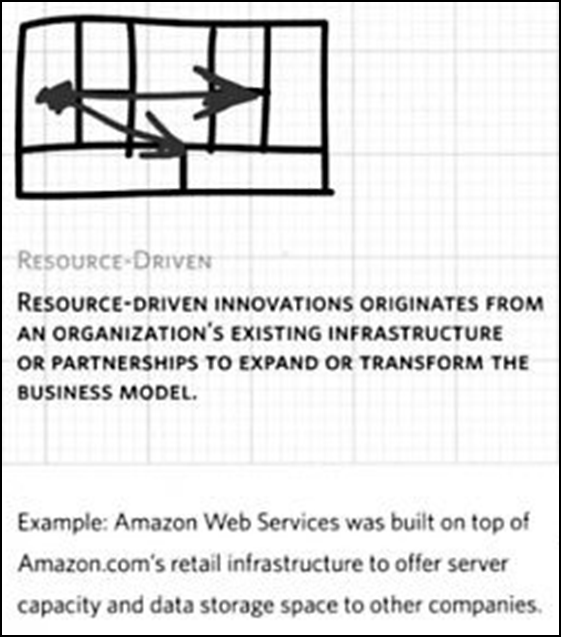 Resource-Driven
Resource-driven innovations originates from
an organization's existing infrastructure
or partnerships to expand or transform the
business model.
Example: Amazon Web Services was built on top of
Amazon.com's retail infrastructure to offer server
capacity and data storage space to other companies.